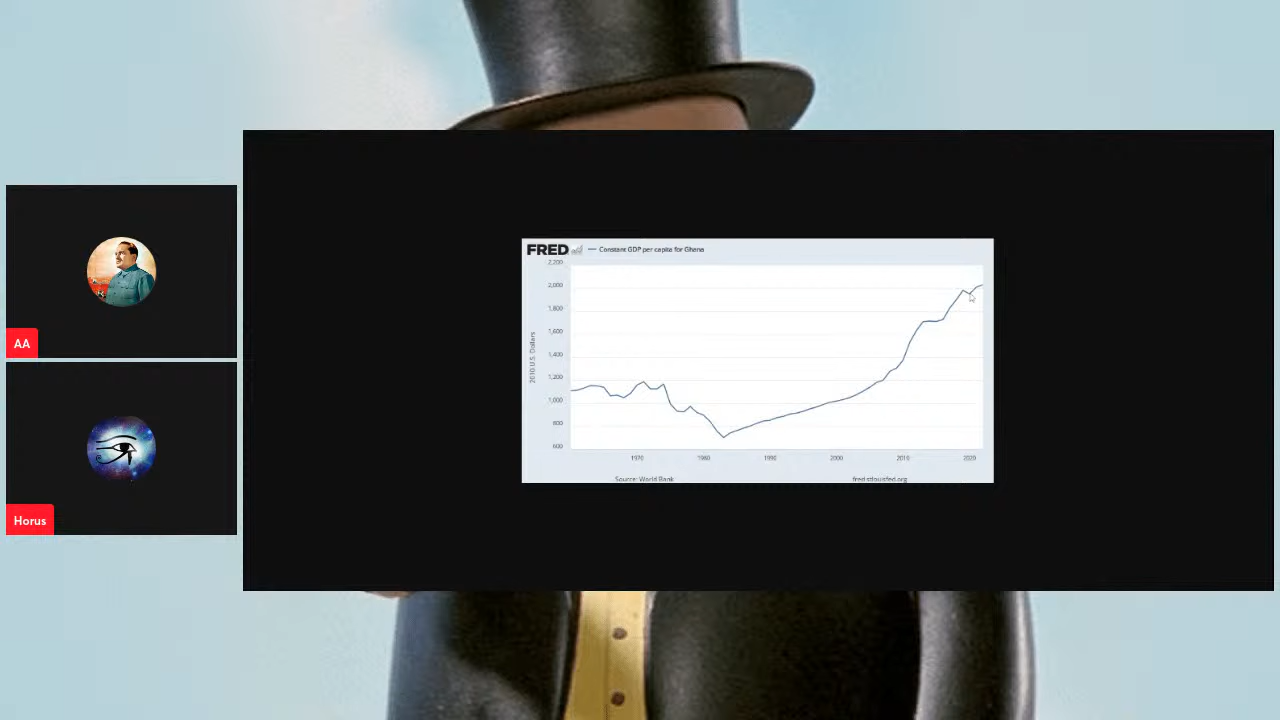 FRED
Constant GDP per capita for Ghana
2,200
2,000
1,800
1,600
1,400
1,200
1,000
800
600
2010 U.S. Dollars
1970
1980
1990
2000
2010
2020
Source: World Bank
fred.stlouisfed.org
AA
Horus